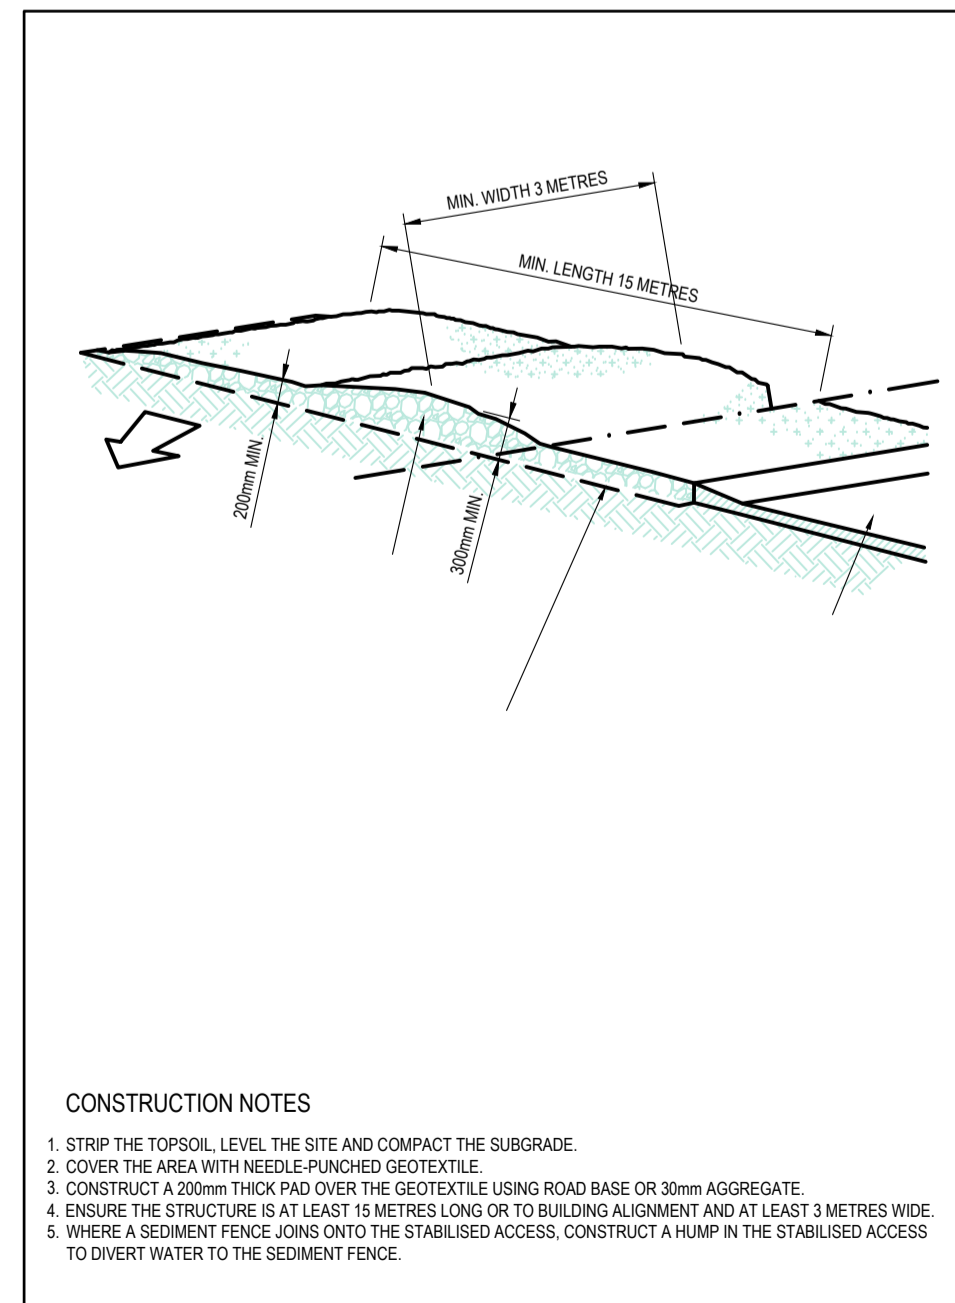 MIN. WIDTH 3 METRES
MIN. LENGTH 15 METRES
200mm MIN.
300mm MIN.
CONSTRUCTION NOTES
1. STRIP THE TOPSOIL, LEVEL THE SITE AND COMPACT THE SUBGRADE.
2. COVER THE AREA WITH NEEDLE-PUNCHED GEOTEXTILE.
3. CONSTRUCT A 200mm THICK PAD OVER THE GEOTEXTILE USING ROAD BASE OR 30mm AGGREGATE.
4. ENSURE THE STRUCTURE IS AT LEAST 15 METRES LONG OR TO BUILDING ALIGNMENT AND AT LEAST 3 METRES WIDE.
5. WHERE A SEDIMENT FENCE JOINS ONTO THE STABILISED ACCESS, CONSTRUCT A HUMP IN THE STABILISED ACCESS
TO DIVERT WATER TO THE SEDIMENT FENCE.